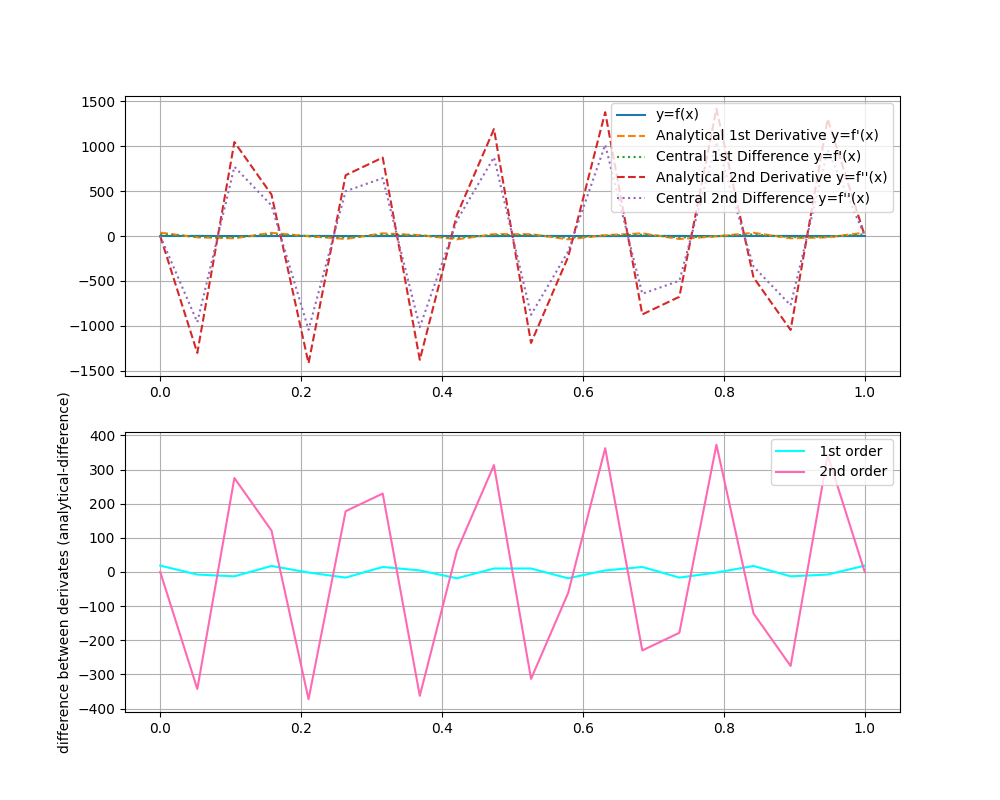 1500
1000
500
0
−500
−1000
−1500
y=f(x)
Analytical 1st Derivative y=f'(x)
Central 1st Difference y=f'(x)
Analytical 2nd Derivative y=f''(x)
Central 2nd Difference y=f''(x)
0.0 0.2 0.4 0.6 0.8 1.0
difference between derivates (analytical-difference)
400
300
200
100
0
−100
−200
−300
−400
1st order
2nd order
0.0 0.2 0.4 0.6 0.8 1.0